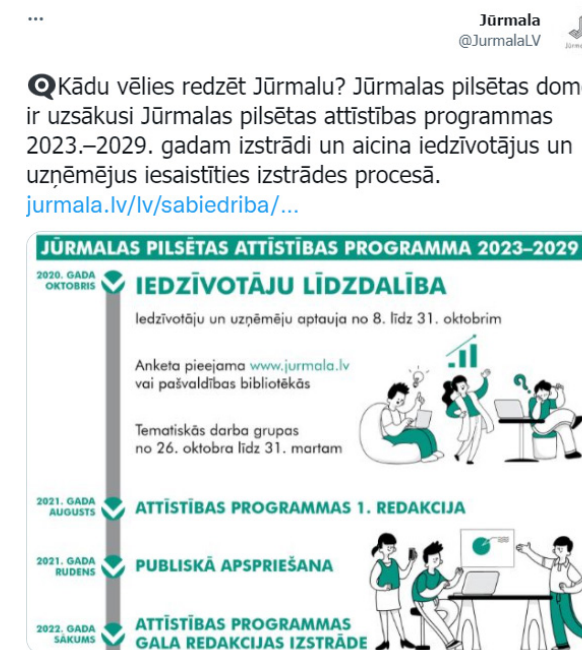 Jūrmala
@JurmalaLV
Kādu vēlies redzēt Jūrmalu? Jūrmalas pilsētas dome
ir uzsākusi Jūrmalas pilsētas attīstības programmas
2023.–2029. gadam izstrādi un aicina iedzīvotājus un
uzņēmējus iesaistīties izstrādes procesā.
jurmala.lv/lv/sabiedriba/...
JŪRMALAS PILSĒTAS ATTĪSTĪBAS PROGRAMMA 2023–2029
2020. GADA
OKTOBRIS
IEDZĪVOTĀJU LĪDZDALĪBA
Iedzīvotāju un uzņēmēju aptauja no 8. līdz 31. oktobrim
Anketa pieejama www.jurmala.lv
vai pašvaldības bibliotēkās
Tematiskās darba grupas
no 26. oktobra līdz 31. martam
2021. GADA
AUGUSTS
ATTĪSTĪBAS PROGRAMMAS 1. REDAKCIJA
2021. GADA
RUDENS
PUBLISKĀ APSPRIEŠANA
2022. GADA
SĀKUMS
ATTĪSTĪBAS PROGRAMMAS
GALA REDAKCIJAS IZSTRĀDE